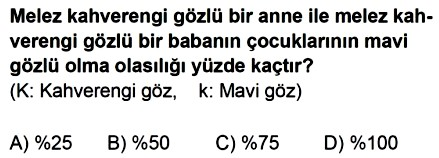 Melez kahverengi gözlü bir anne ile melez kah-
verengi gözlü bir babanın çocuklarının mavi
gözlü olma olasılığı yüzde kaçtır?
(K: Kahverengi göz, k: Mavi göz)
A) %25 B) %50 C) %75 D) %100